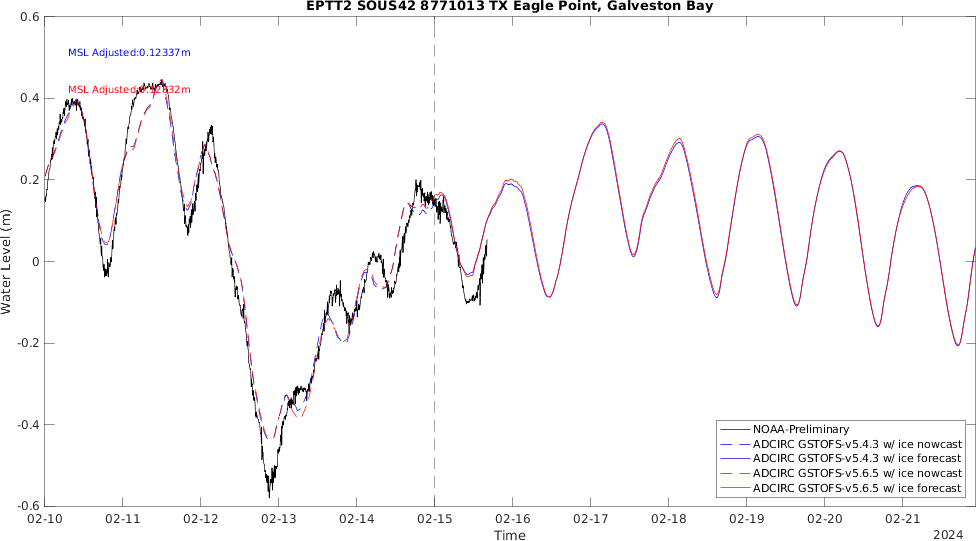 EPTT2 SOUS42 8771013 TX Eagle Point, Galveston Bay
0.6
MSL Adjusted:0.12337m
MSL Adjusted:0.12832m
0.4
0.2
0
-0.2
-0.4
-0.6
Water Level (m)
NOAA-Preliminary
ADCIRC GSTOFS-v5.4.3 w/ ice nowcast
ADCIRC GSTOFS-v5.4.3 w/ ice forecast
ADCIRC GSTOFS-v5.6.5 w/ ice nowcast
ADCIRC GSTOFS-v5.6.5 w/ ice forecast
02-10 02-11 02-12 02-13 02-14 02-15 02-16 02-17 02-18 02-19 02-20 02-21
Time
2024